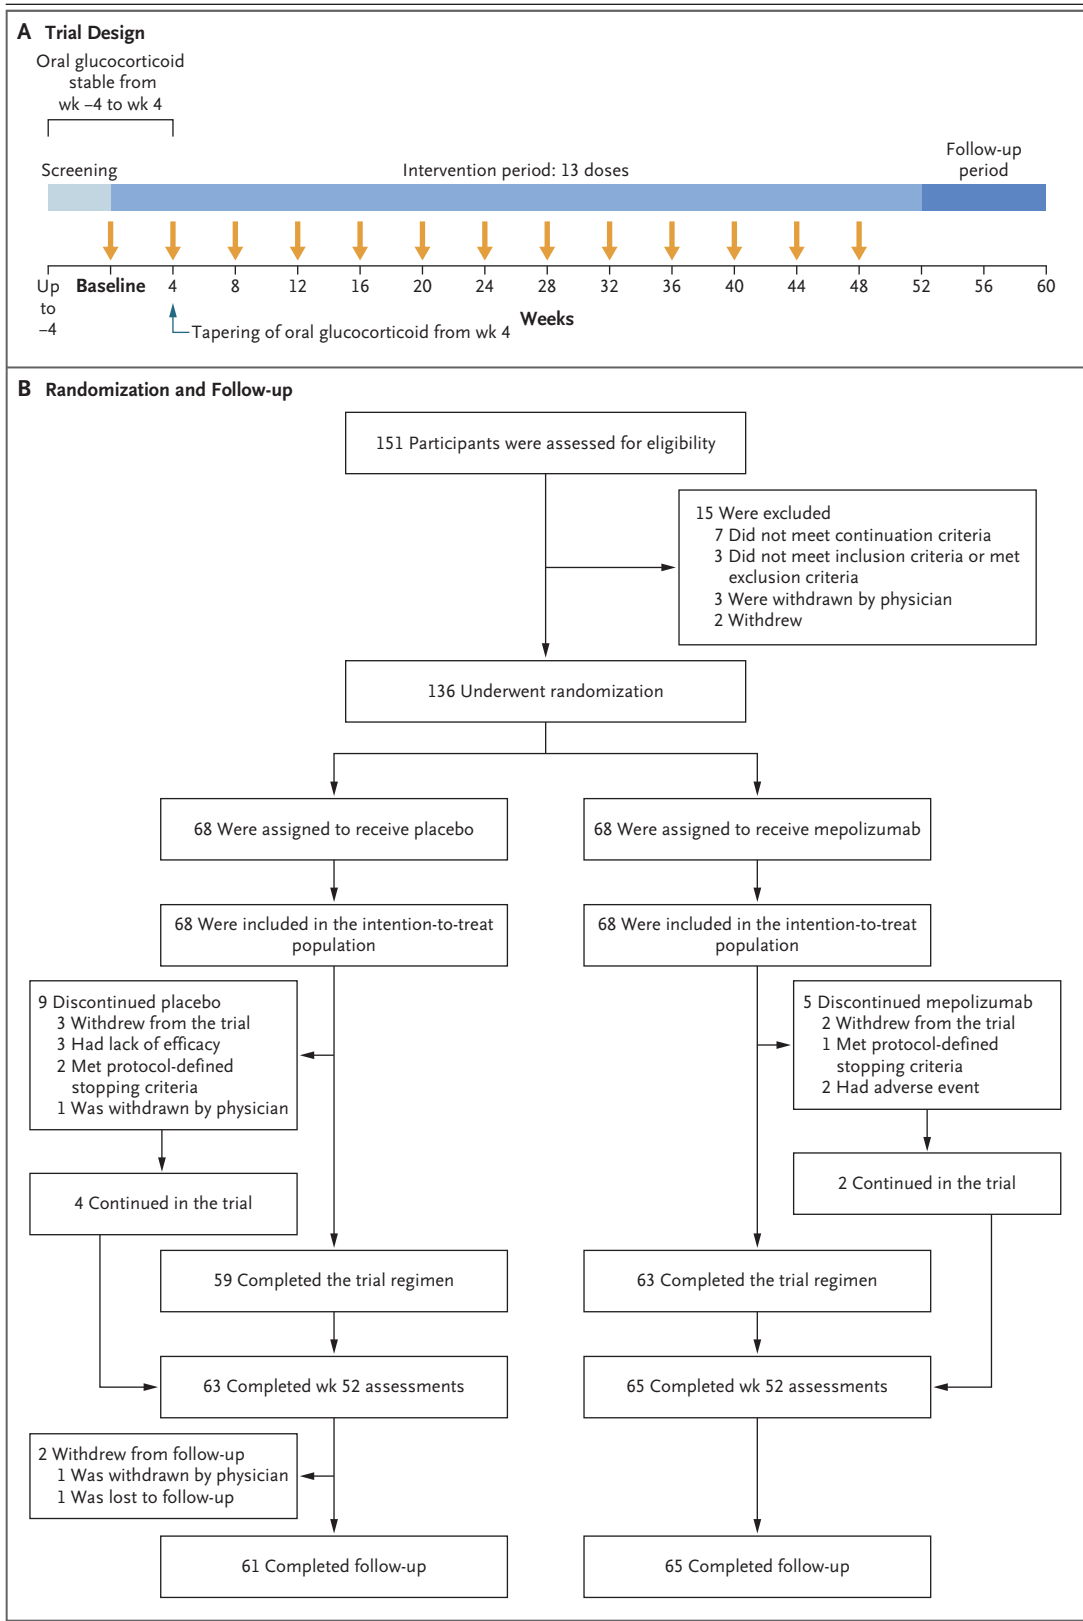 A Trial Design
Oral glucocorticoid
stable from
wk –4 to wk 4
Screening
Intervention period: 13 doses
Follow-up
period
Up
to
–4
Baseline
4
8
12
16
20
24
28
32
36
40
44
48
52
56
60
Weeks
Tapering of oral glucocorticoid from wk 4
B Randomization and Follow-up
151 Participants were assessed for eligibility
15 Were excluded
7 Did not meet continuation criteria
3 Did not meet inclusion criteria or met
exclusion criteria
3 Were withdrawn by physician
2 Withdrew
136 Underwent randomization
68 Were assigned to receive placebo
68 Were assigned to receive mepolizumab
68 Were included in the intention-to-treat
population
68 Were included in the intention-to-treat
population
9 Discontinued placebo
3 Withdrew from the trial
3 Had lack of efficacy
2 Met protocol-defined
stopping criteria
1 Was withdrawn by physician
5 Discontinued mepolizumab
2 Withdrew from the trial
1 Met protocol-defined
stopping criteria
2 Had adverse event
4 Continued in the trial
2 Continued in the trial
59 Completed the trial regimen
63 Completed the trial regimen
63 Completed wk 52 assessments
65 Completed wk 52 assessments
2 Withdrew from follow-up
1 Was withdrawn by physician
1 Was lost to follow-up
61 Completed follow-up
65 Completed follow-up